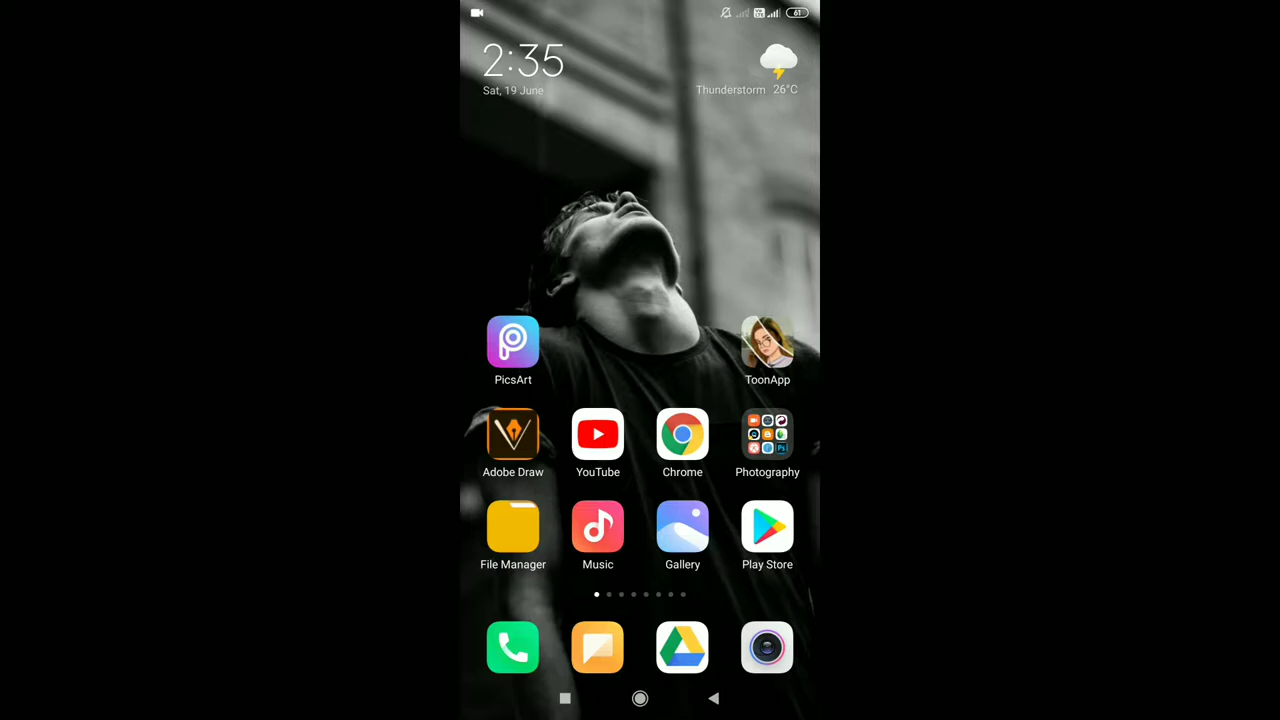 61
2:35
Sat, 19 June
Thunderstorm 26°C
PicsArt
ToonApp
Adobe Draw
YouTube
Chrome
Photography
File Manager
Music
Gallery
Play Store